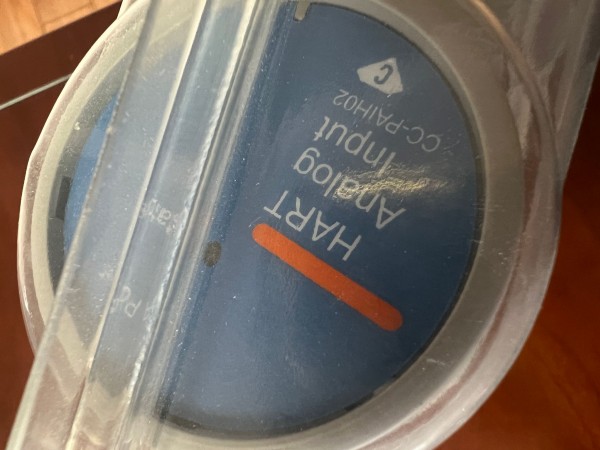 HART
Analog
Input
CC-PAIH02
C